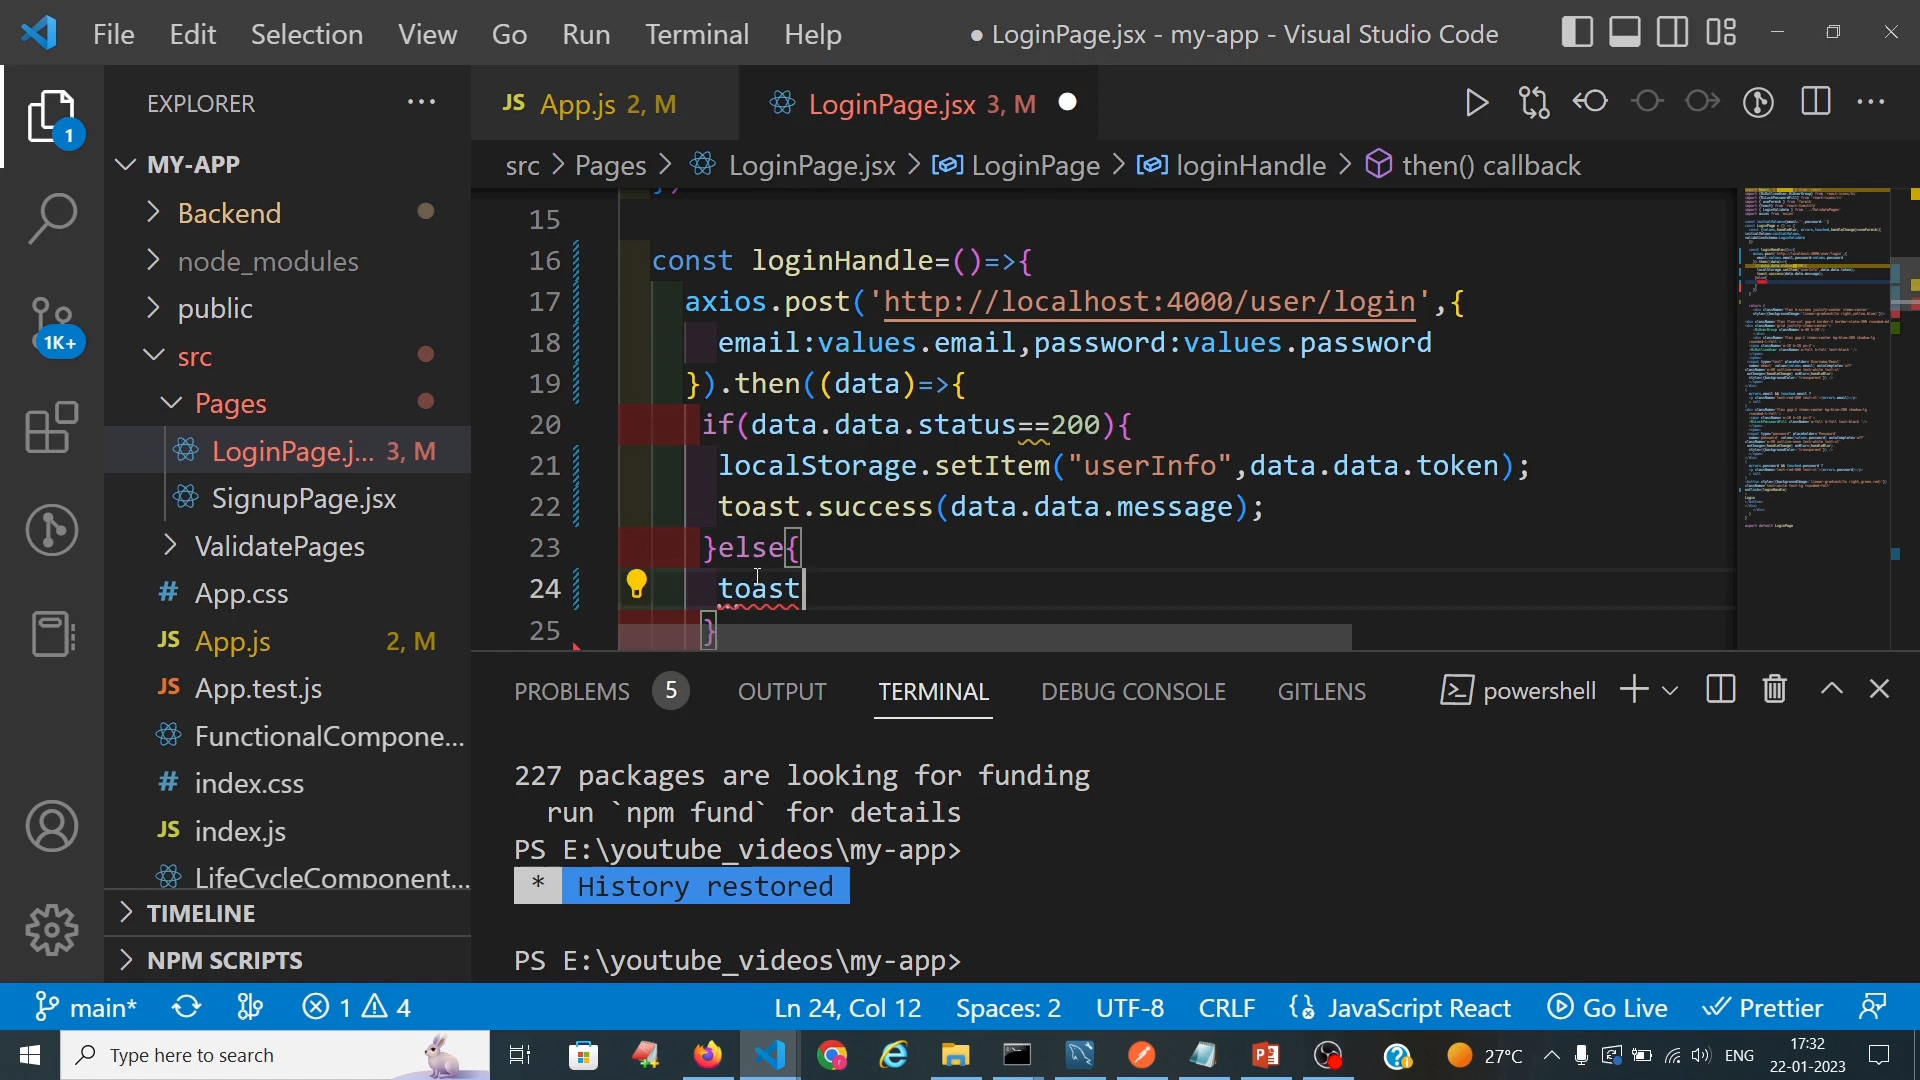 File Edit Selection View Go Run Terminal Help
● LoginPage.jsx - my-app - Visual Studio Code
EXPLORER
JS App.js 2, M
LoginPage.jsx 3, M
MY-APP
src > Pages > LoginPage.jsx > LoginPage > loginHandle > then() callback
Backend
node_modules
public
src
Pages
LoginPage.j... 3, M
SignupPage.jsx
ValidatePages
# App.css
JS App.js 2, M
JS App.test.js
FunctionalCompone...
# index.css
JS index.js
LifeCycleComponent...
TIMELINE
NPM SCRIPTS
1
1K+
15
16 const loginHandle=()=>{
17 axios.post('http://localhost:4000/user/login',{
18 email:values.email,password:values.password
19 }).then((data)=>{
20 if(data.data.status==200){
21 localStorage.setItem("userInfo",data.data.token);
22 toast.success(data.data.message);
23 }else{
24 toast
25 }
PROBLEMS 5 OUTPUT TERMINAL DEBUG CONSOLE GITLENS
powershell
227 packages are looking for funding
run `npm fund` for details
PS E:\youtube_videos\my-app>
* History restored
PS E:\youtube_videos\my-app>
main* 1 4 Ln 24, Col 12 Spaces: 2 UTF-8 CRLF JavaScript React Go Live Prettier
Type here to search
27°C ENG
17:32
22-01-2023